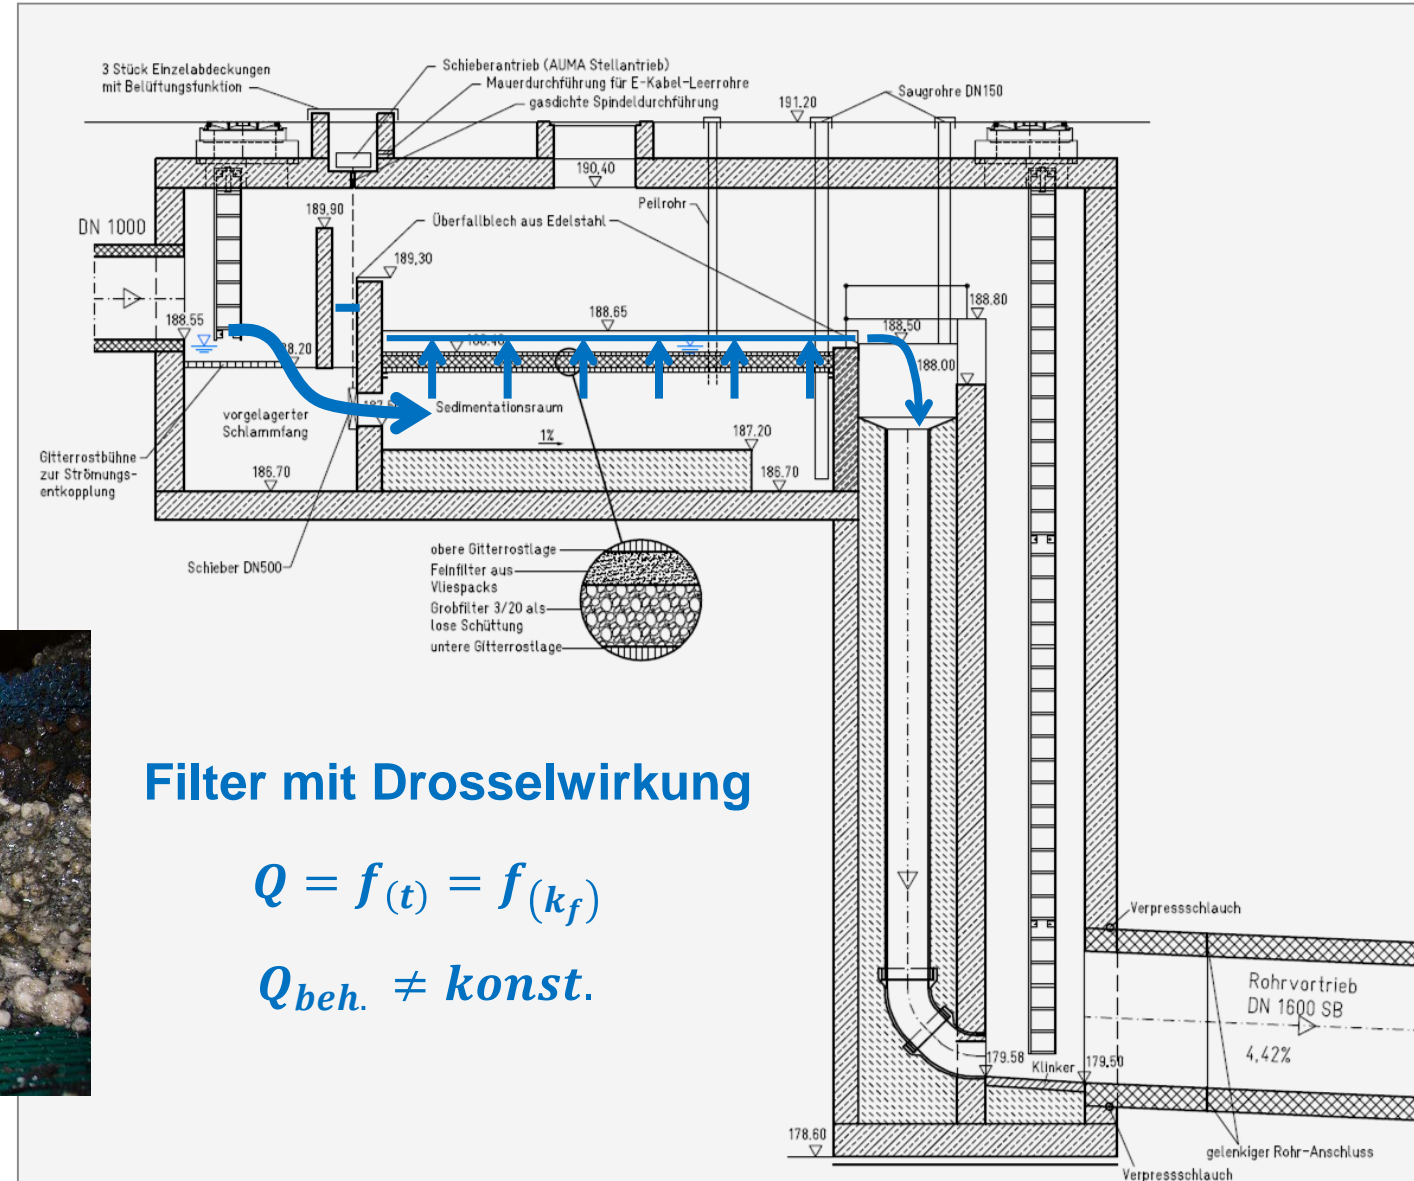 3 Stück Einzelabdeckungen
mit Belüftungsfunktion
Schieberantrieb (AUMA Stellantrieb)
Mauerdurchführung für E-Kabel-Leerrohre
gasdichte Spindeldurchführung
191.20
Saugrohre DN150
190.40
DN 1000
189,90
Überfallblech aus Edelstahl
Peilrohr
189,30
188.55
188.65
188.80
188.50
188.00
vorgelagerter
Schlammfang
Sedimentationsraum
1%
187.20
Gitterrostbühne
zur Strömungs-
entkopplung
186.70
186.70
Schieber DN500
obere Gitterrostlage
Feinfilter aus
Vliespacks
Grobfilter 3/20 als
lose Schüttung
untere Gitterrostlage
Filter mit Drosselwirkung
Q = f(t) = f(kf)
Qbeh. ≠ konst.
Verpressschlauch
Rohrvortrieb
DN 1600 SB
4,42%
179.58
Klinker
179.50
178.60
gelenkiger Rohr-Anschluss
Verpressschlauch